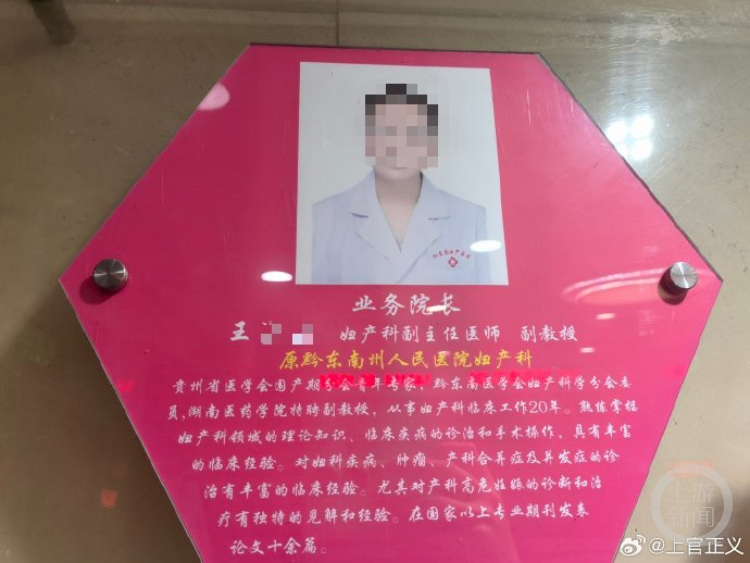 业务院长
王 妇产科副主任医师 副教授
原黔东南州人民医院妇产科
贵州省医学会围产期分会青年专家，黔东南医学会妇产科学分会委
员,湖南医药学院特聘副教授，从事妇产科临床工作20年。熟练掌握
妇产科领域的理论知识、临床疾病的诊治和手术操作，具有丰富
的临床经验。对妇科疾病、肿瘤、产科合并症及并发症的诊
治有丰富的临床经验。尤其对产科高危妊娠的诊断和治
疗有独特的见解和经验。在国家以上专业期刊发表
论文十余篇。
上游
新闻
@上官正义